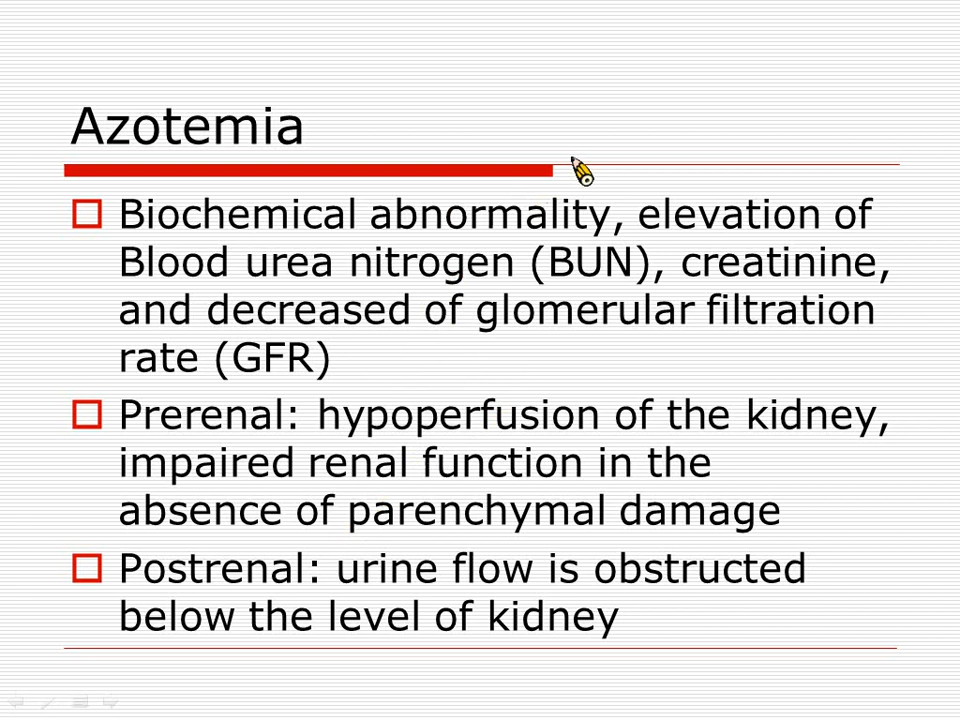 Azotemia
Biochemical abnormality, elevation of
Blood urea nitrogen (BUN), creatinine,
and decreased of glomerular filtration
rate (GFR)
Prerenal: hypoperfusion of the kidney,
impaired renal function in the
absence of parenchymal damage
Postrenal: urine flow is obstructed
below the level of kidney